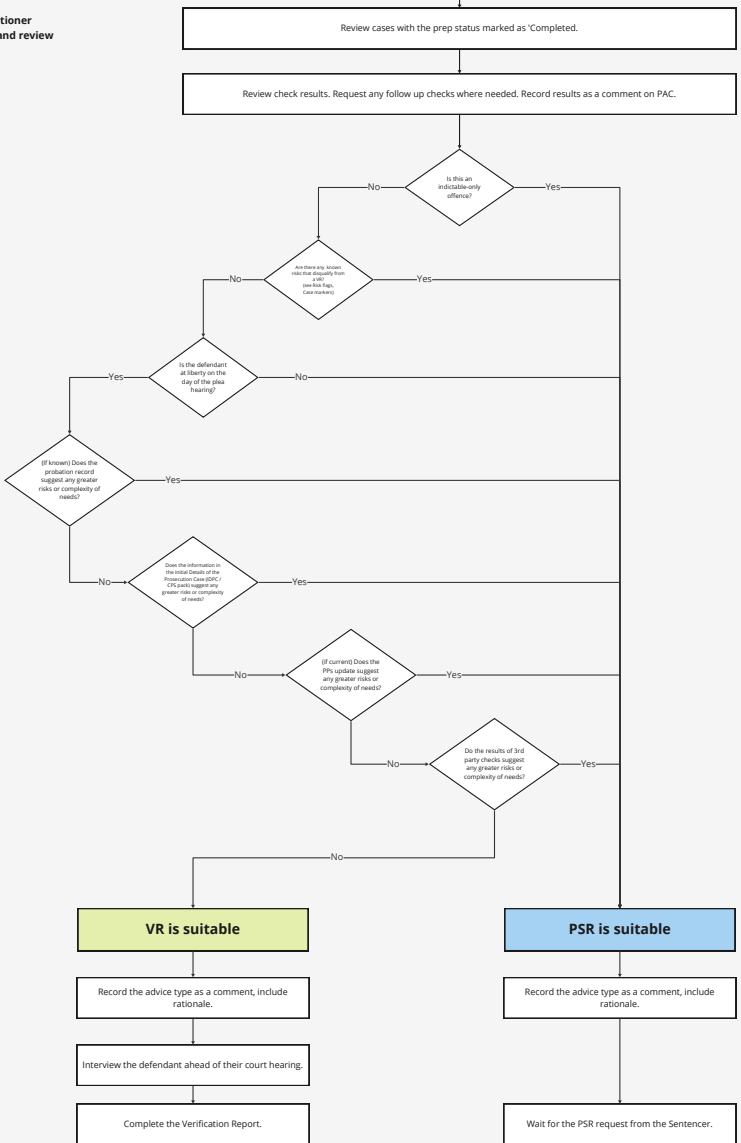 tioner
and review
Review cases with the prep status marked as 'Completed.
Review check results. Request any follow up checks where needed. Record results as a comment on PAC.
Is this an
indictable-only
offence?
No
Yes
Are there any known
risks that disqualify from
a VR?
(see Risk flags,
Case markers)
No
Yes
Is the defendant
at liberty on the
day of the plea
hearing?
Yes
No
(If known) Does the
probation record
suggest any greater
risks or complexity of
needs?
Yes
No
Does the information in
the Initial Details of the
Prosecution Case (IDPC /
CPS pack) suggest any
greater risks or complexity
of needs?
Yes
No
(if current) Does the
PPs update suggest
any greater risks or
complexity of needs?
Yes
No
Do the results of 3rd
party checks suggest
any greater risks or
complexity of needs?
Yes
No
VR is suitable
PSR is suitable
Record the advice type as a comment, include
rationale.
Record the advice type as a comment, include
rationale.
Interview the defendant ahead of their court hearing.
Complete the Verification Report.
Wait for the PSR request from the Sentencer.